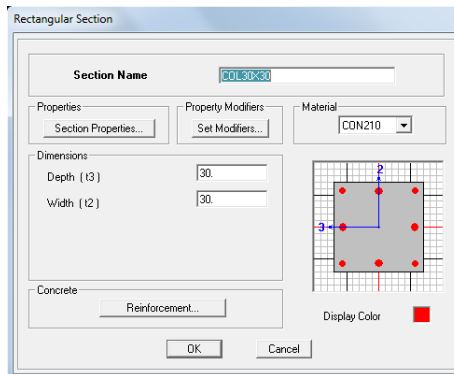 Rectangular Section
Section Name
COL30X30
Properties
Property Modifiers
Material
Section Properties...
Set Modifiers...
CON210
Dimensions
Depth ( t3 )
30.
Width ( t2 )
30.
2
3
Concrete
Reinforcement...
Display Color
OK
Cancel